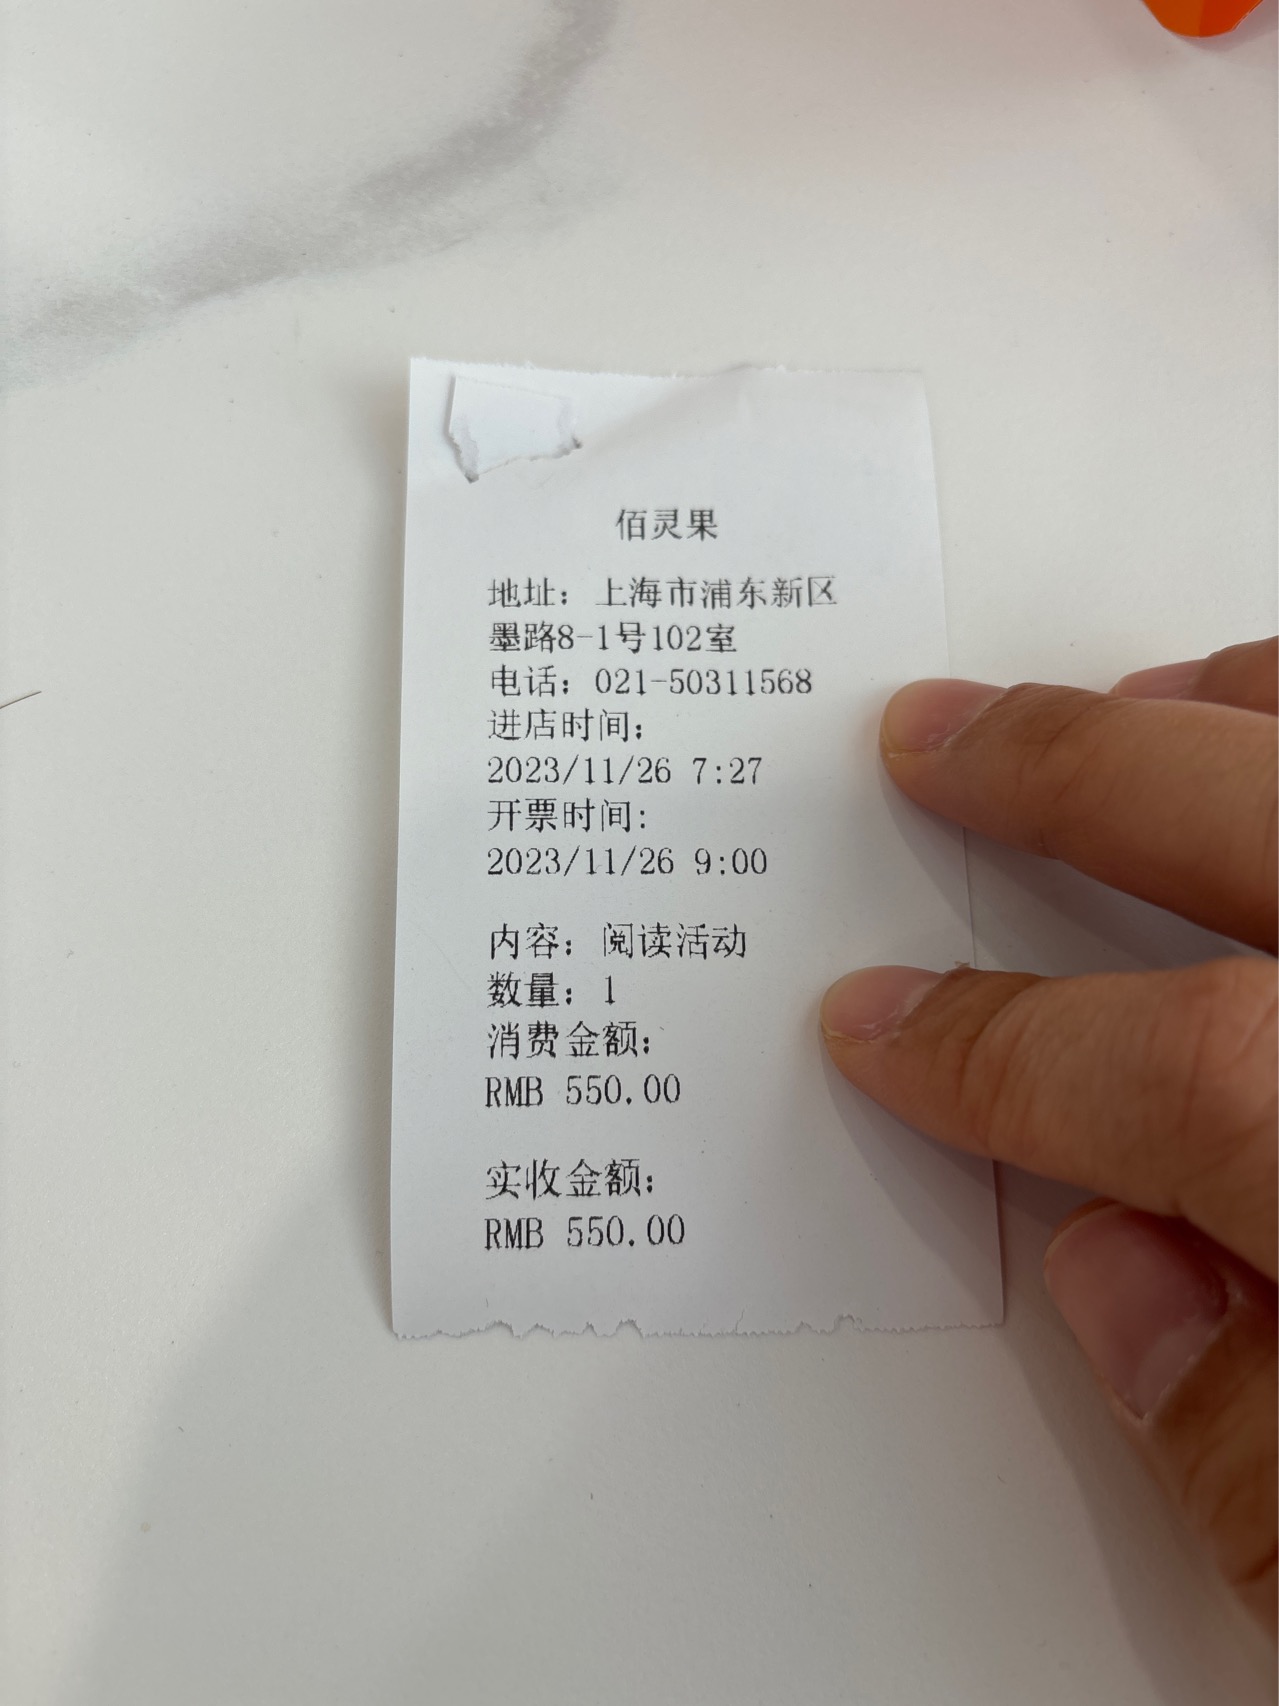 佰灵果
地址：上海市浦东新区
墨路8-1号102室
电话：021-50311568
进店时间：
2023/11/26 7:27
开票时间：
2023/11/26 9:00
内容：阅读活动
数量：1
消费金额：
RMB 550.00
实收金额：
RMB 550.00